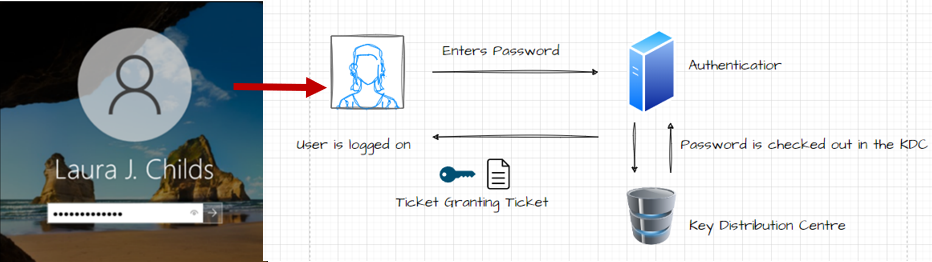 Laura J. Childs
•••••••••••••
Enters Password
Authenticatior
User is logged on
Password is checked out in the KDC
Ticket Granting Ticket
Key Distribution Centre